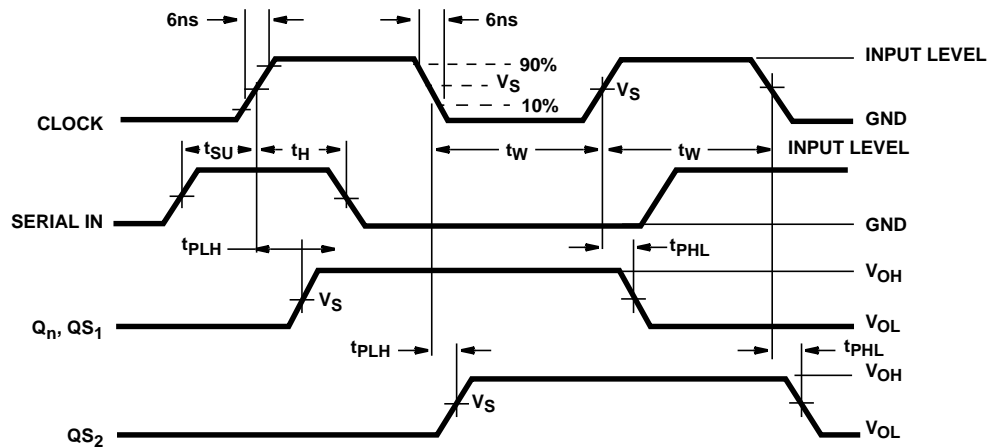 6ns 6ns
INPUT LEVEL
90%
VS
10%
VS
CLOCK
GND
tSU tH tW tW INPUT LEVEL
SERIAL IN
GND
tPLH tPHL
VOH
VS
Qn, QS1
VOL
tPLH tPHL
VOH
VS
QS2
VOL